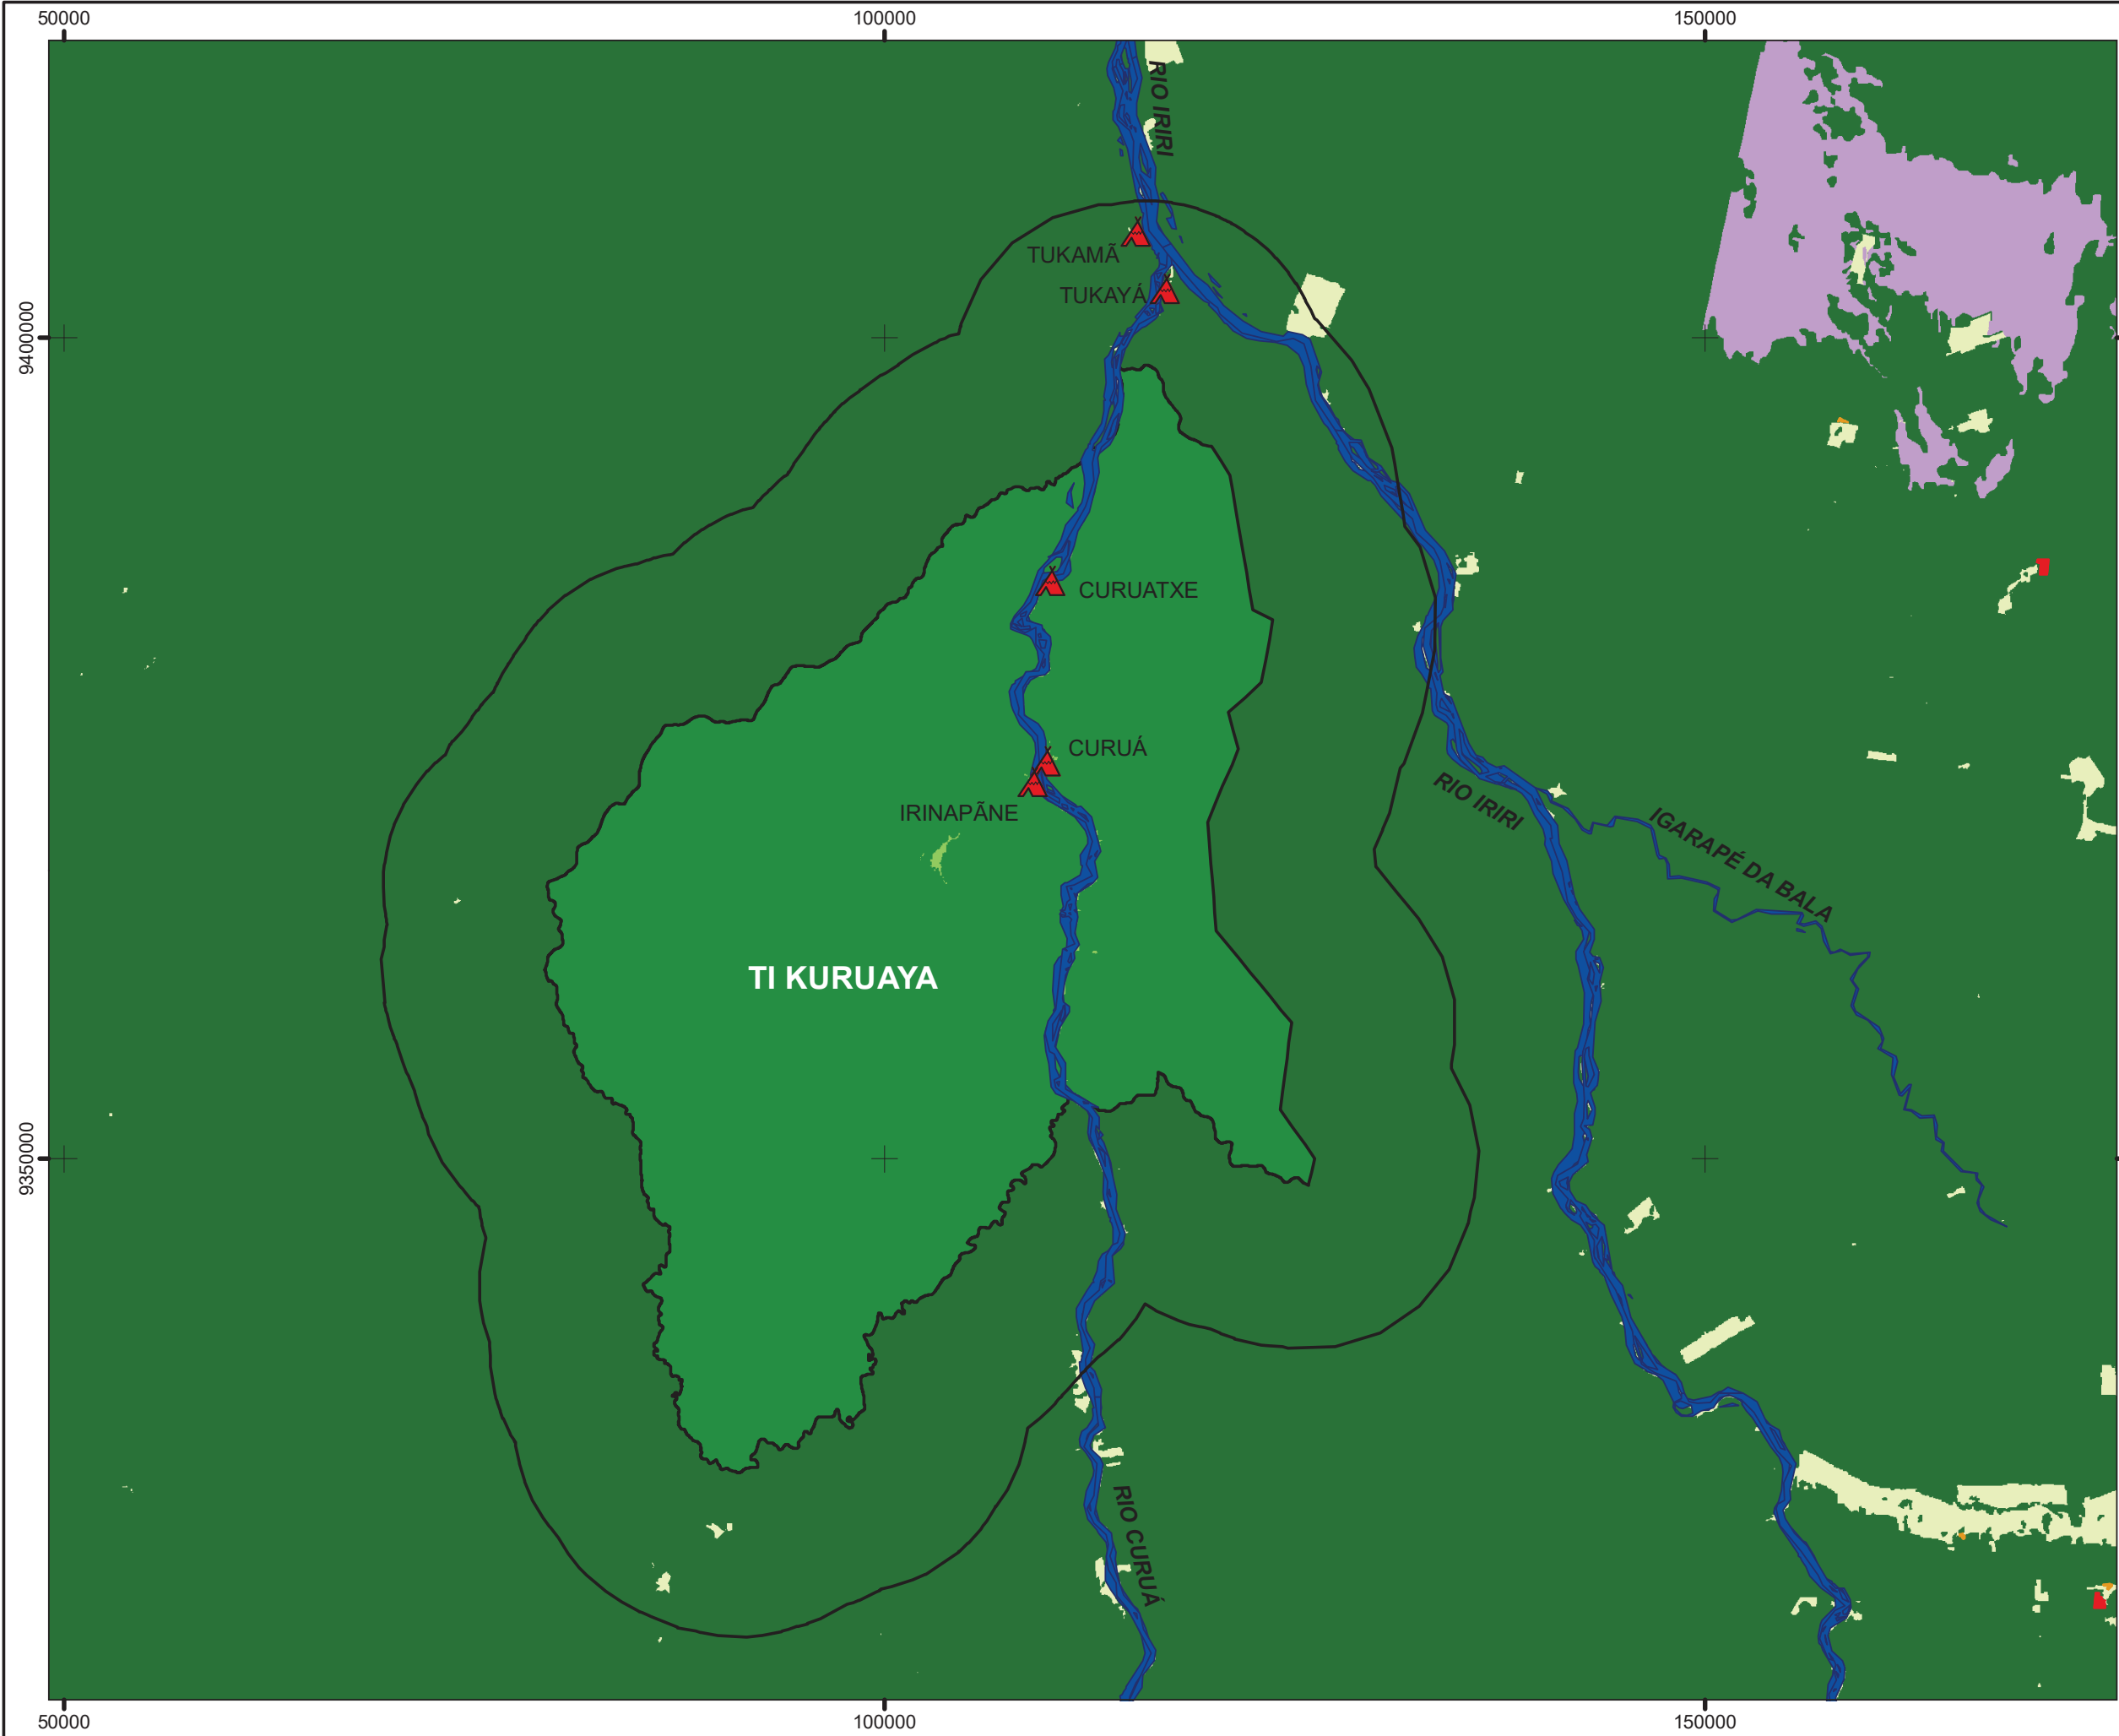 50000
100000
150000
RIO IRIRI
TUKAMÃ
TUKAYÁ
9400000
CURUATXE
CURUÁ
IRINAPÃNE
RIO IRIRI
IGARAPÉ DA BALA
TI KURUAYA
9350000
RIO CURUÁ
50000
100000
150000